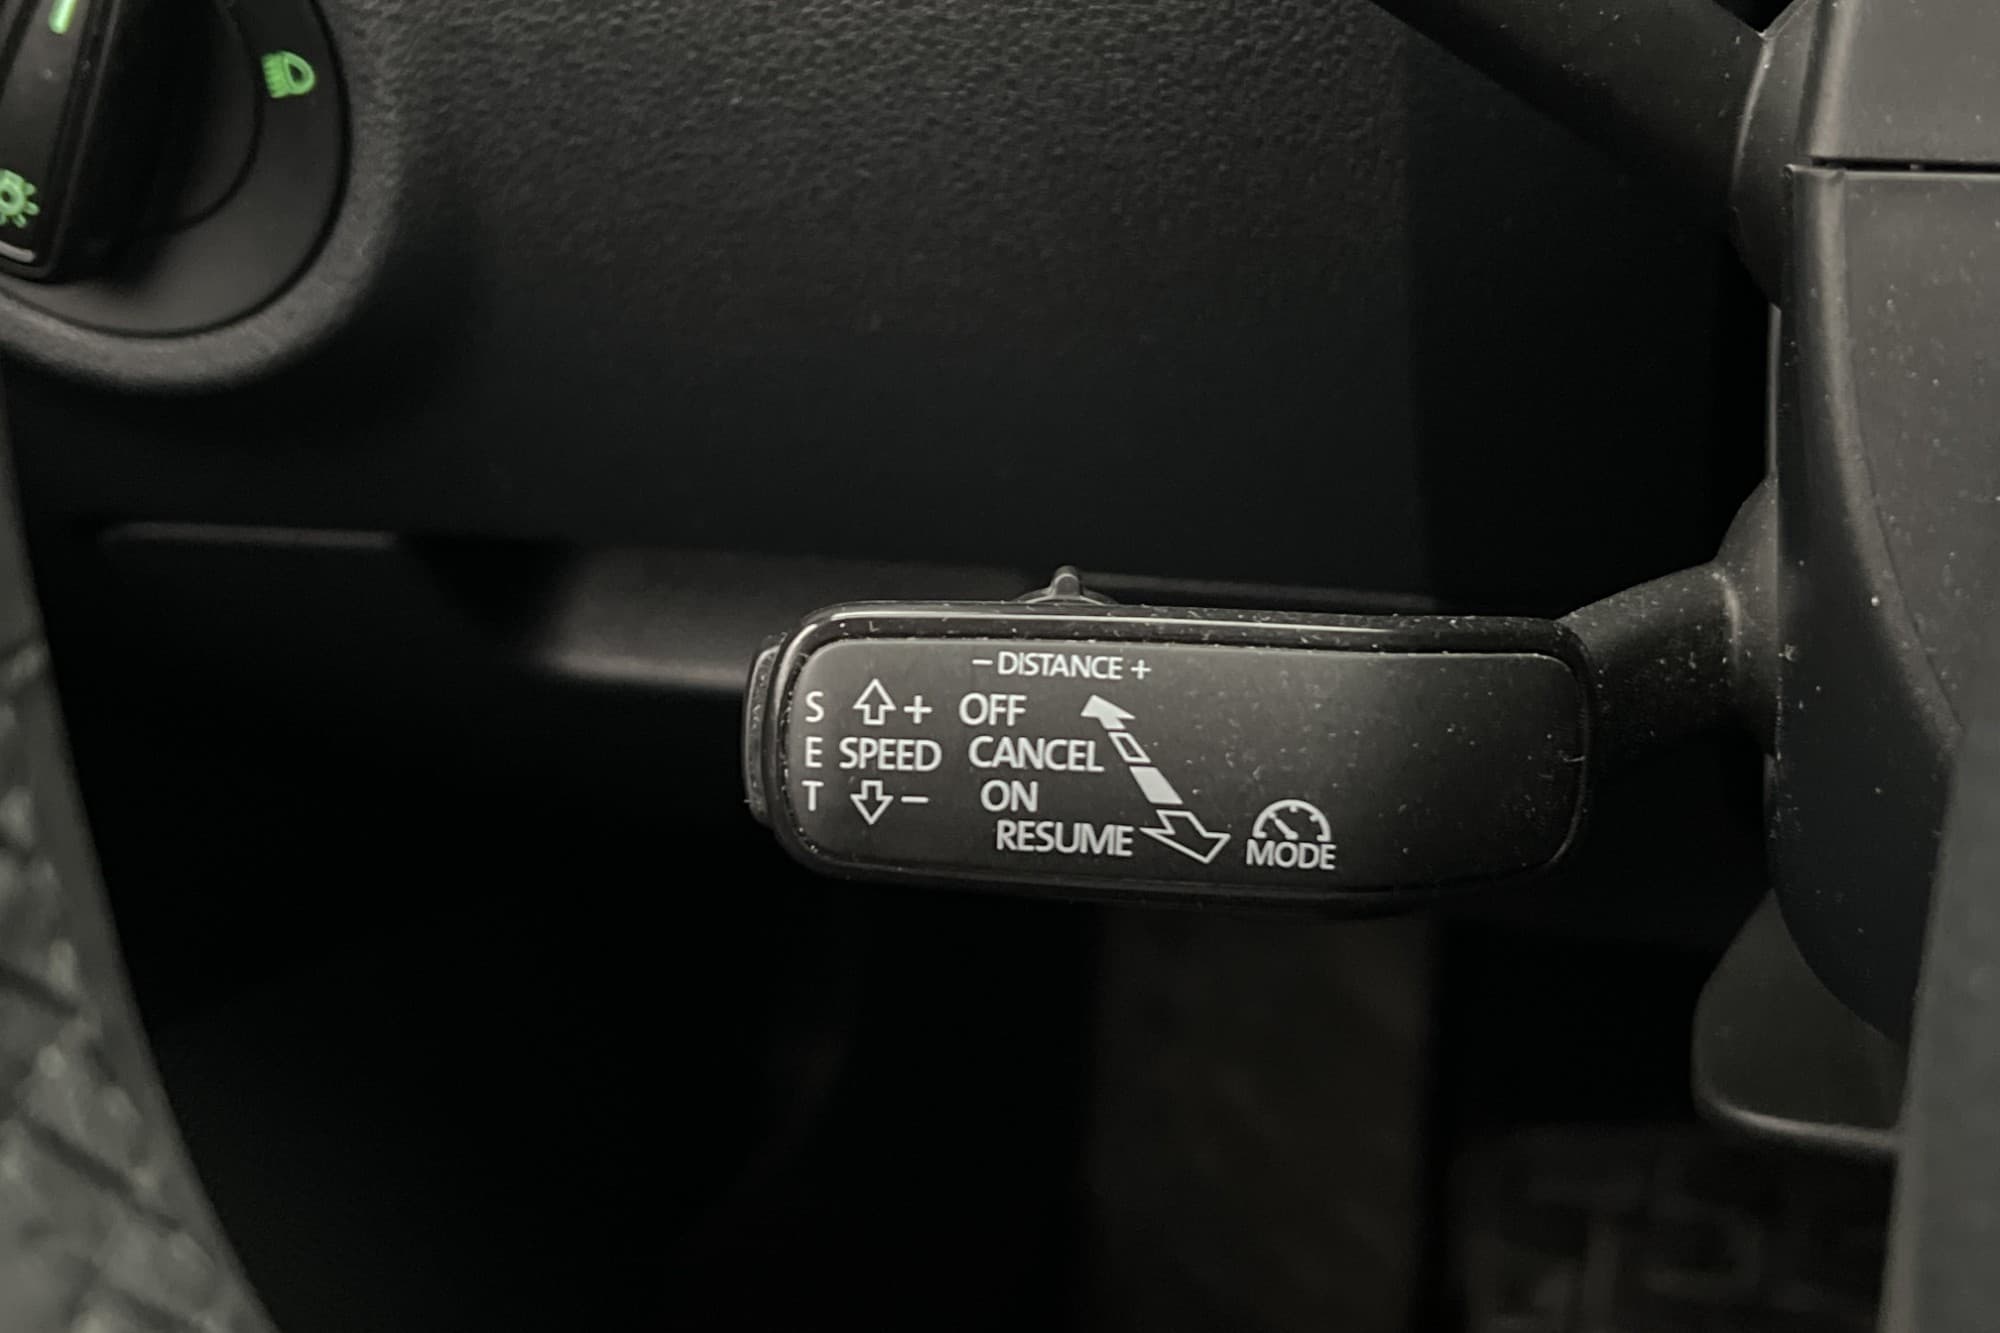 – DISTANCE +
S + OFF
E SPEED CANCEL
T – ON
RESUME
MODE